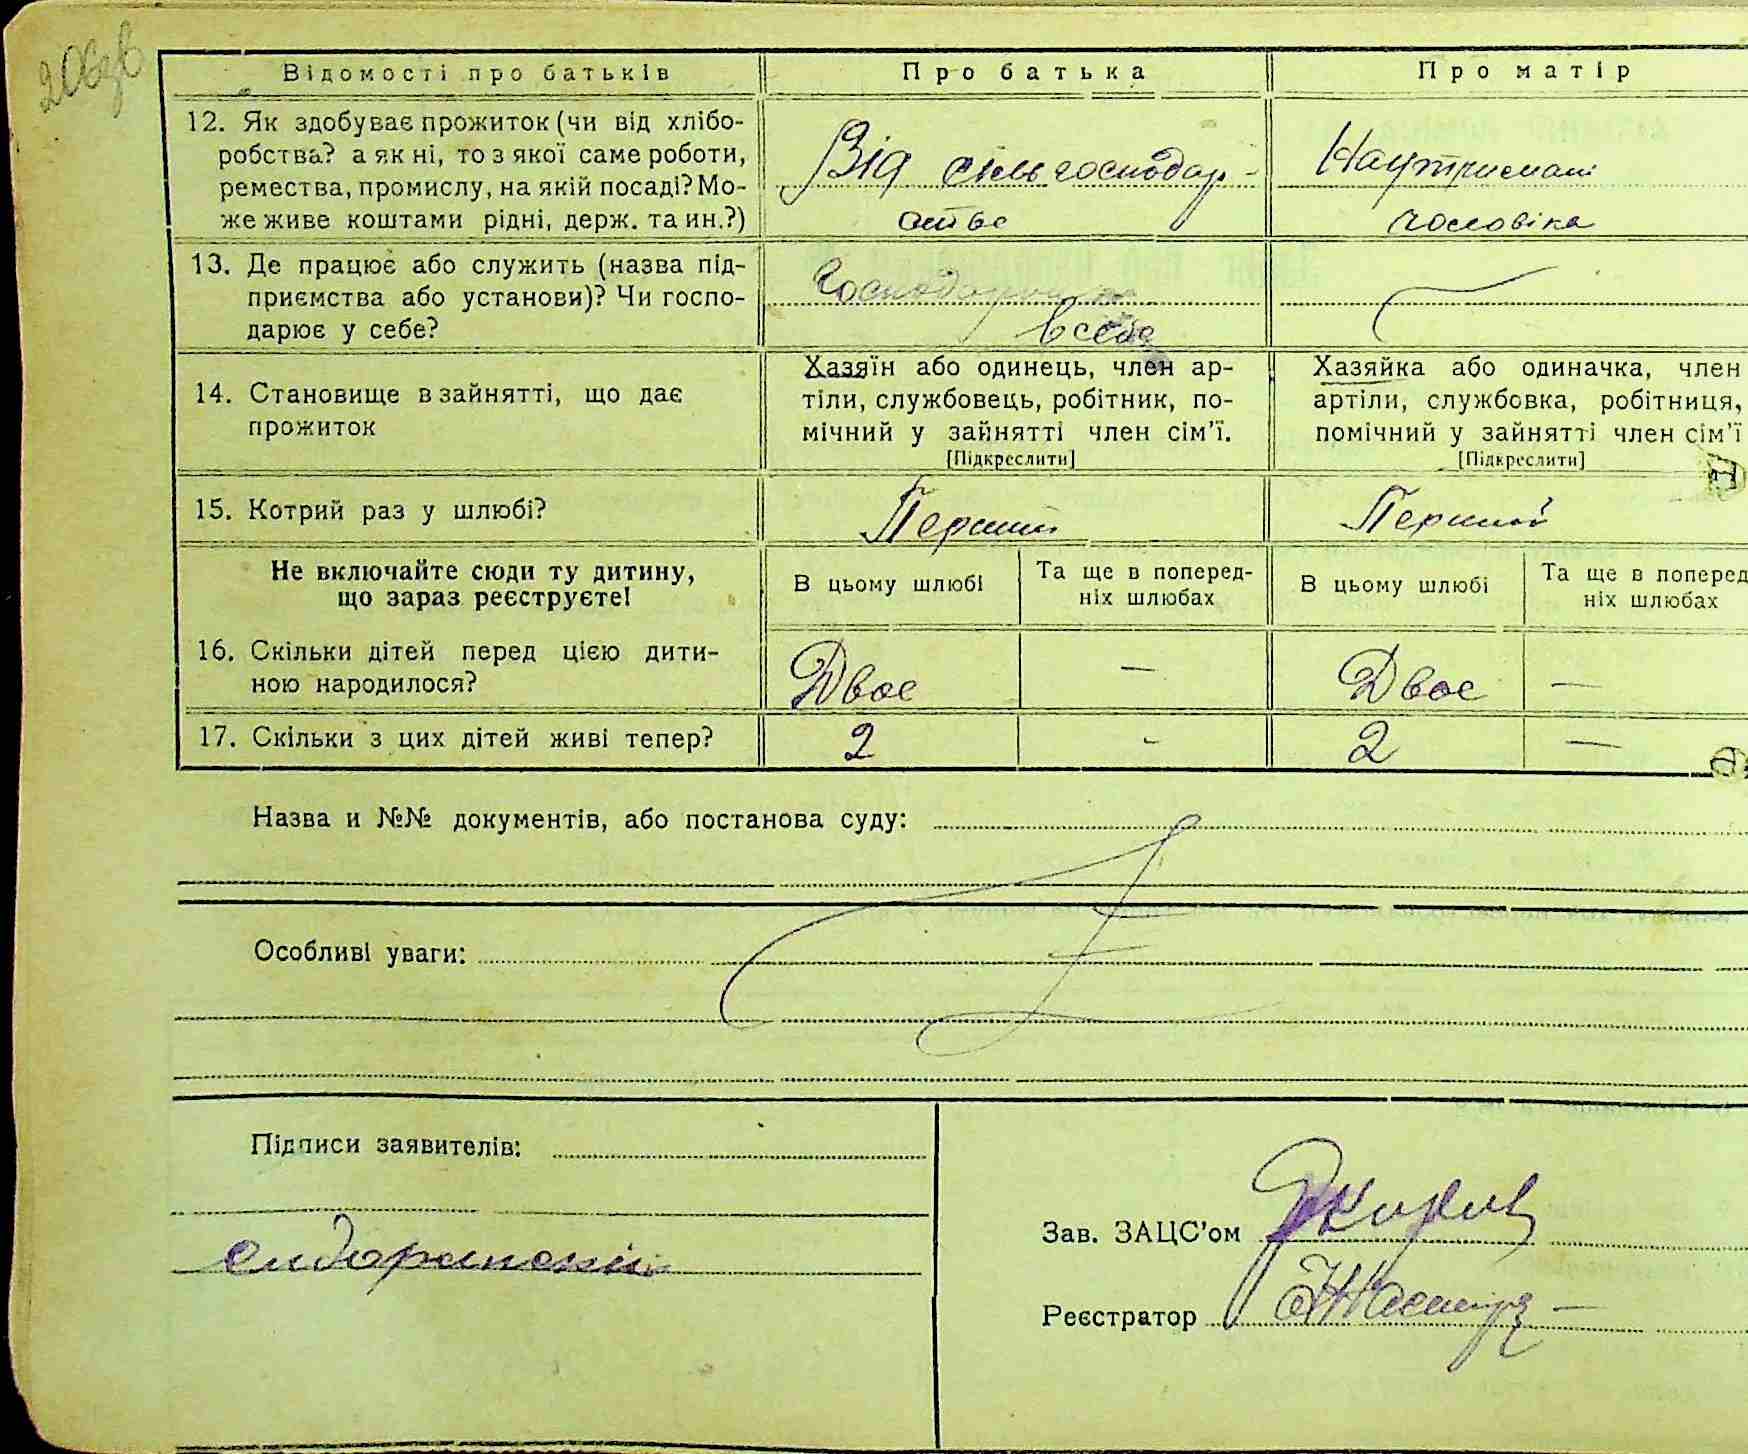 20б зв
Відомості про батьків
Про батька
Про матір
12. Як здобуває прожиток (чи від хлібо-
робства? а як ні, то з якої саме роботи,
ремества, промислу, на якій посаді? Мо-
же живе коштами рідні, держ. та ин.?)
Від сільгосподар-
ства
На утриманi
чоловіка
13. Де працює або служить (назва під-
приємства або установи)? Чи госпо-
дарює у себе?
в себе
14. Становище в зайнятті, що дає
прожиток
Хазяїн або одинець, член ар-
тіли, службовець, робітник, по-
мічний у зайнятті член сім'ї.
[Підкреслити]
Хазяйка або одиначка, член
артіли, службовка, робітниця,
помічний у зайнятті член сім'ї
[Підкреслити]
15. Котрий раз у шлюбі?
Перший
Перший
Не включайте сюди ту дитину,
що зараз реєструєте!
В цьому шлюбі
Та ще в поперед-
ніх шлюбах
В цьому шлюбі
Та ще в поперед
ніх шлюбах
16. Скільки дітей перед цією дити-
ною народилося?
Двоє
—
Двоє
—
17. Скільки з цих дітей живі тепер?
2
-
2
—
Назва и №№ документів, або постанова суду:
Особливі уваги:
Підписи заявителів:
Зав. ЗАЦС'ом
Реєстратор